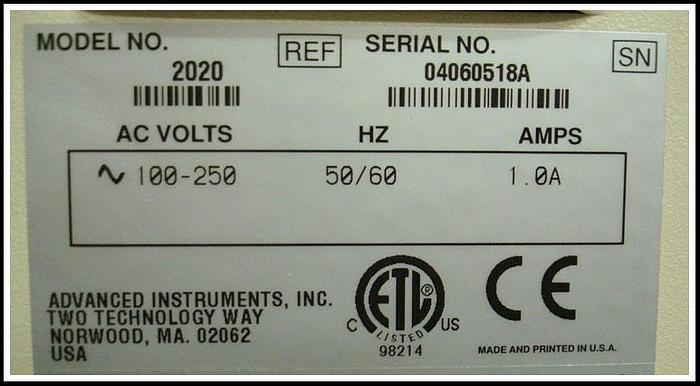 MODEL NO. REF SERIAL NO. SN
2020 04060518A
AC VOLTS HZ AMPS
~ 100-250 50/60 1.0A
ADVANCED INSTRUMENTS, INC.
TWO TECHNOLOGY WAY
NORWOOD, MA. 02062
USA
ETL ®
C LISTED US
98214
CE
MADE AND PRINTED IN U.S.A.